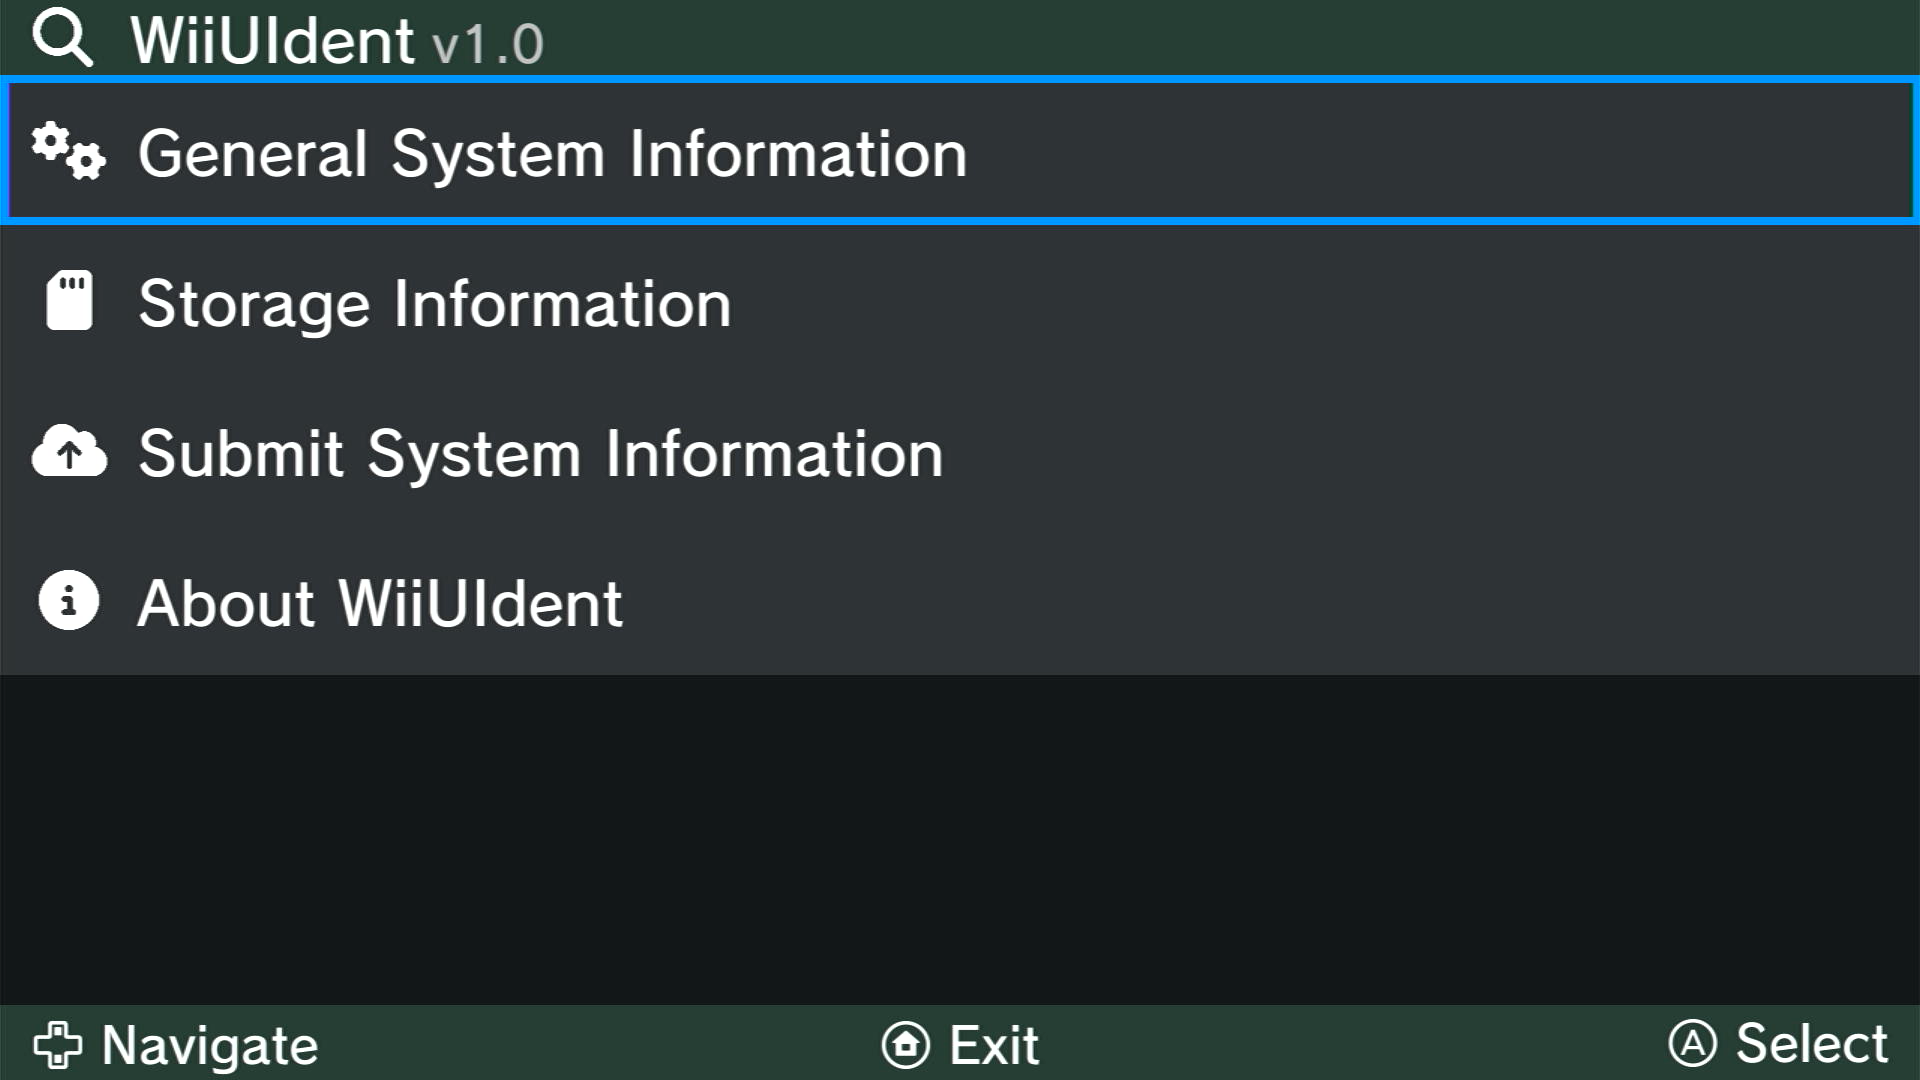 WiiUIdent v1.0
General System Information
Storage Information
Submit System Information
About WiiUIdent
Navigate
Exit
Select